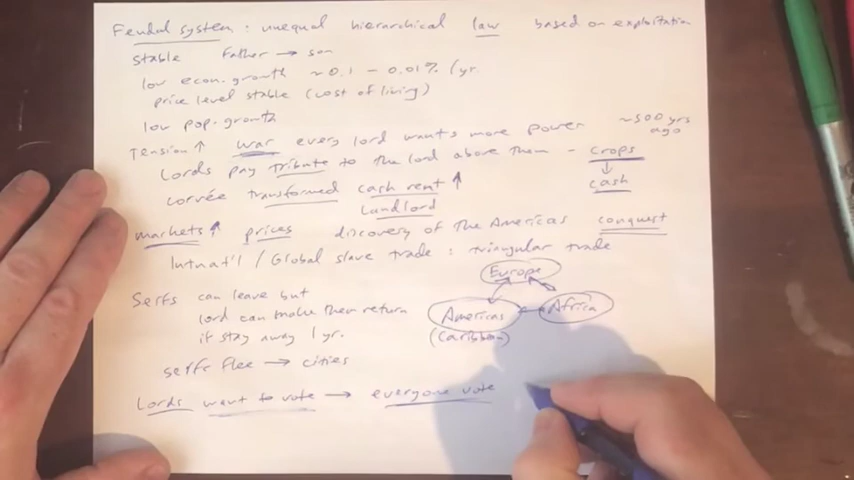 Feudal system : unequal hierarchical law based on exploitation
stable father → son
low econ. growth ~0.1 - 0.01% /yr.
price level stable (cost of living)
low pop. growth
Tension ↑ war every lord wants more power ~500 yrs ago
Lords pay tribute to the lord above them - crops
↓
corvée transformed cash rent ↑ cash
Landlord
markets ↑ prices discovery of the Americas conquest
Intnat'l / Global slave trade : triangular trade
Europe
Serfs can leave but
lord can make them return
if stay away 1 yr.
Americas Africa
(Caribbean)
serfs flee → cities
Lords want to vote → everyone vote